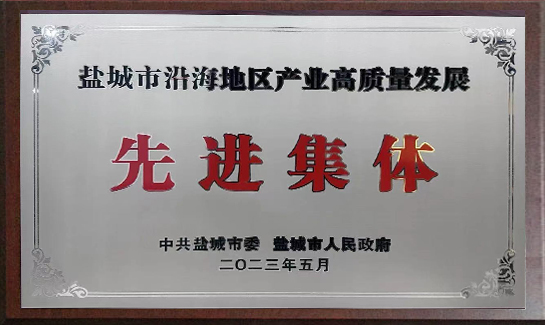 盐城市沿海地区产业高质量发展
先进集体
中共盐城市委 盐城市人民政府
二〇二三年五月